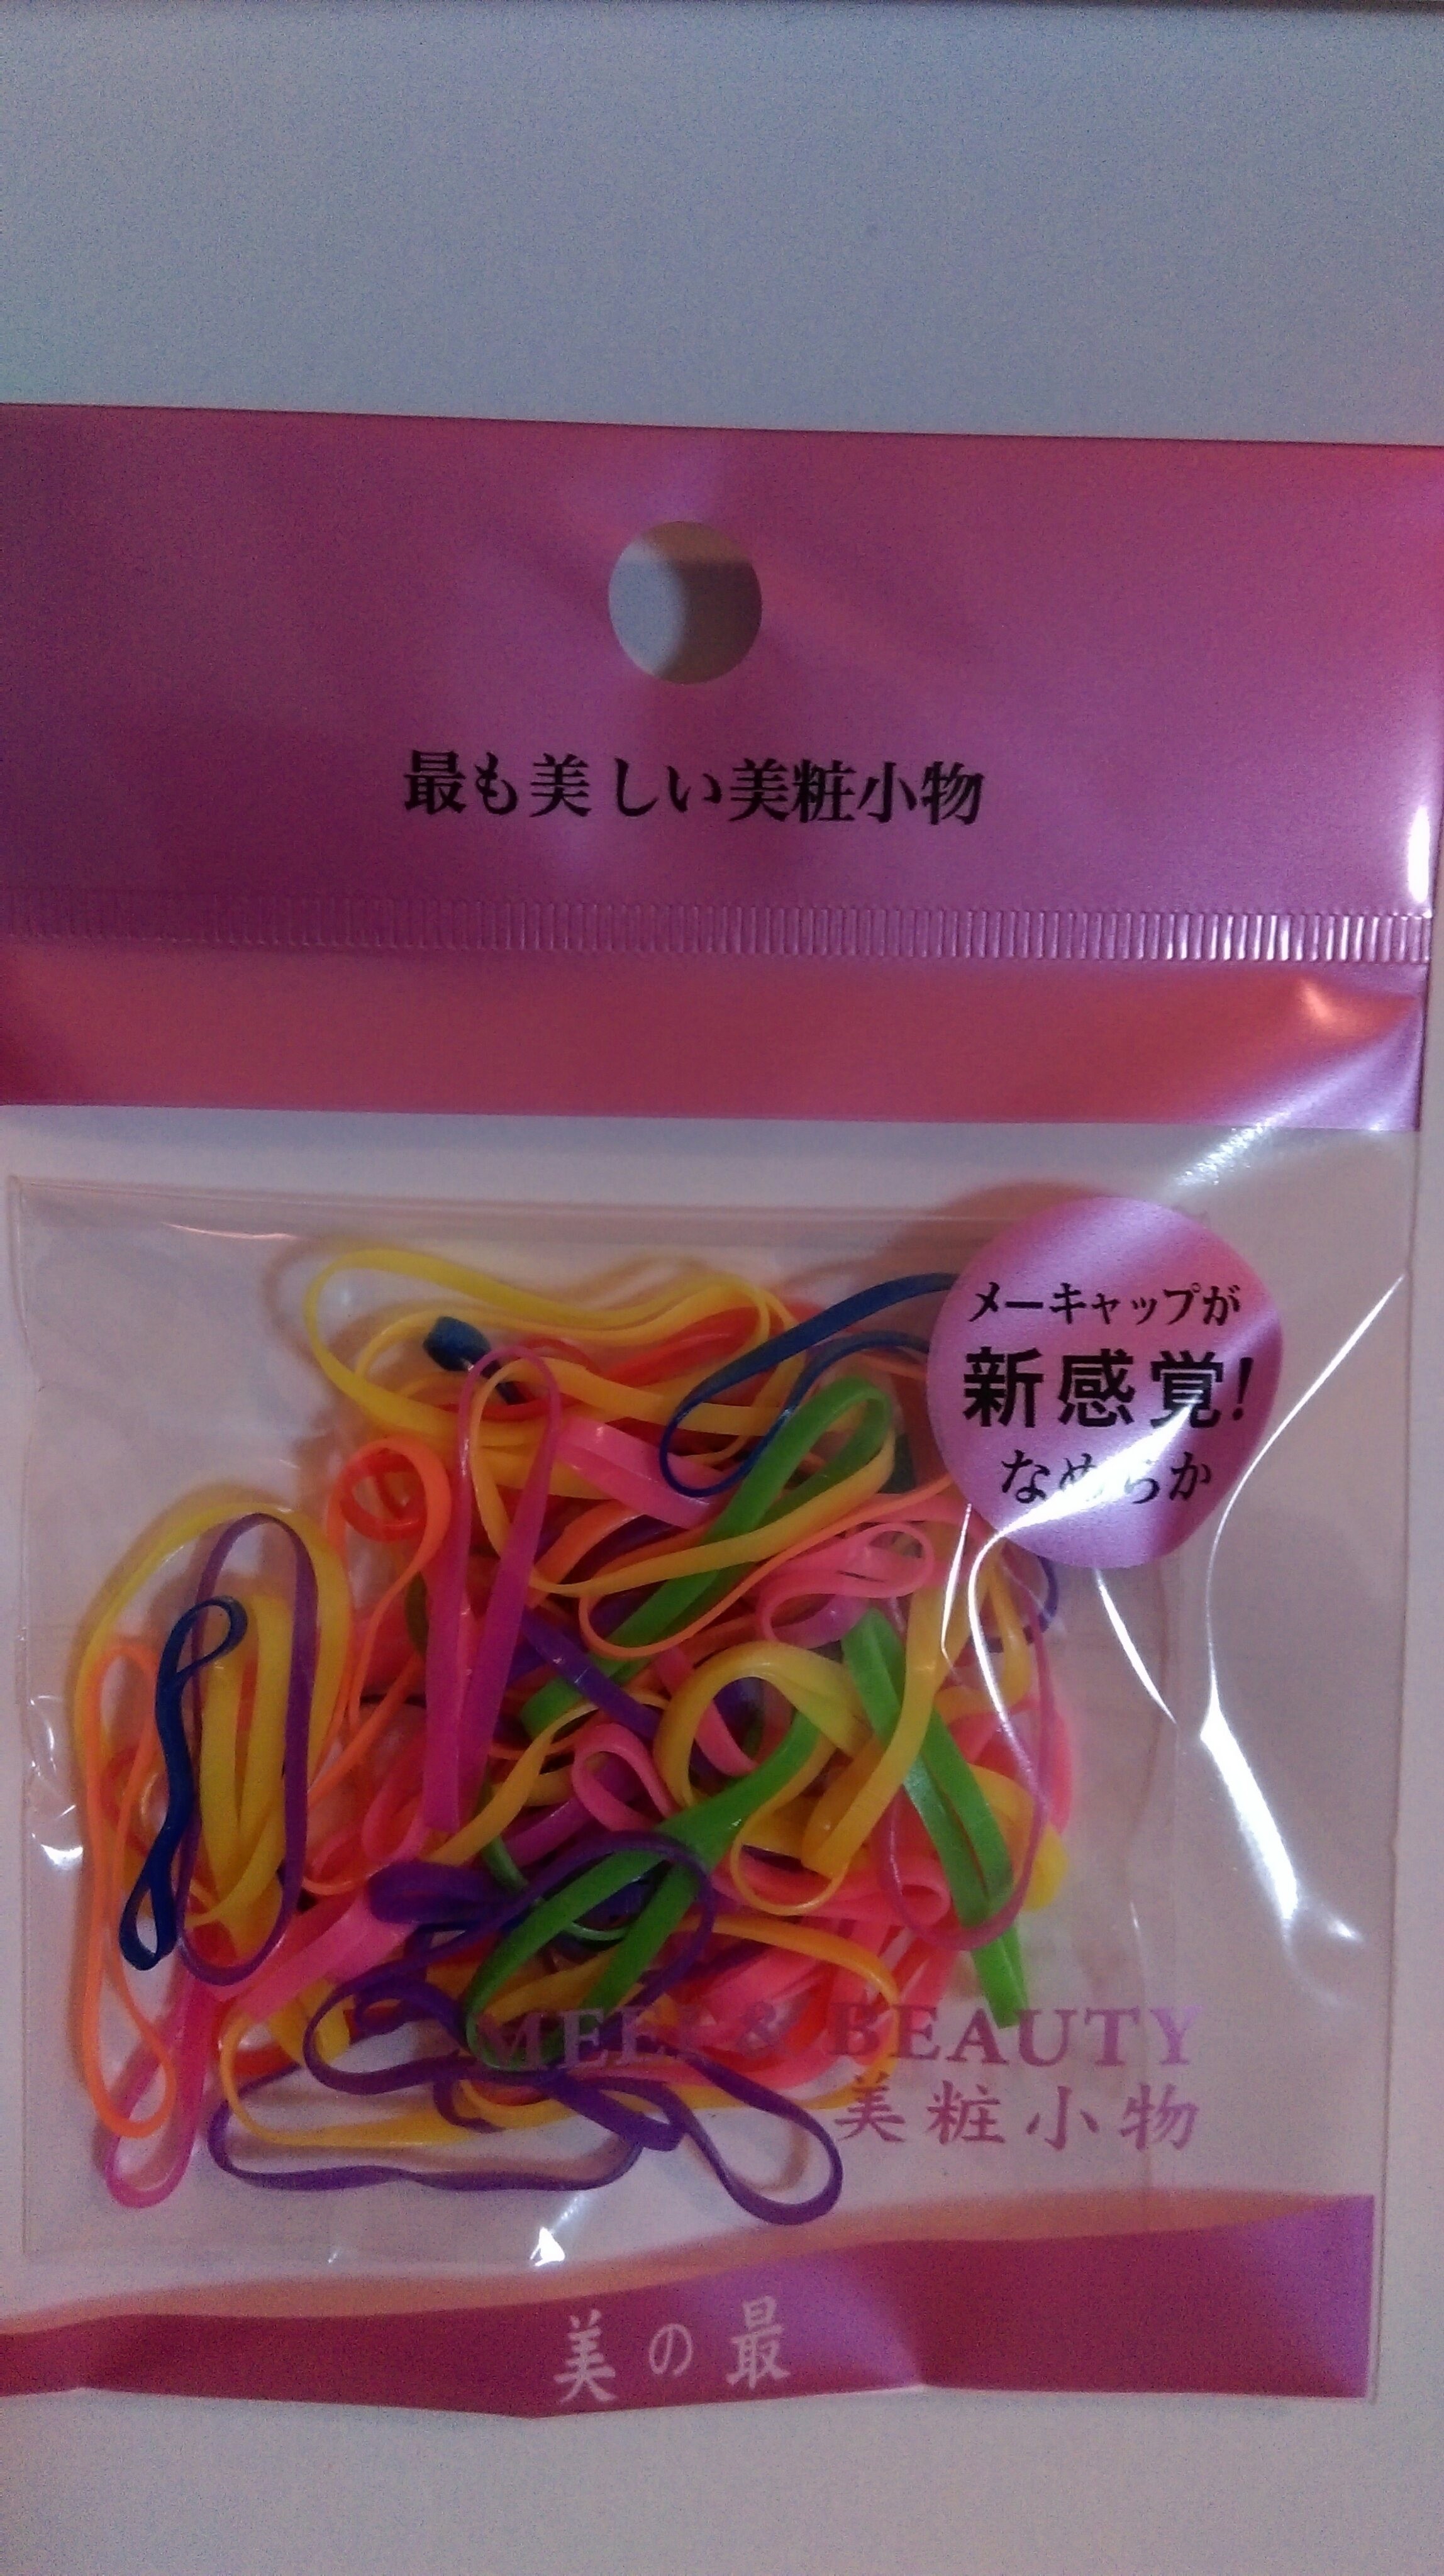 最も美しい美粧小物
メーキャップが
新感覚!
なめらか
& BEAUTY
美粧小物
美の最